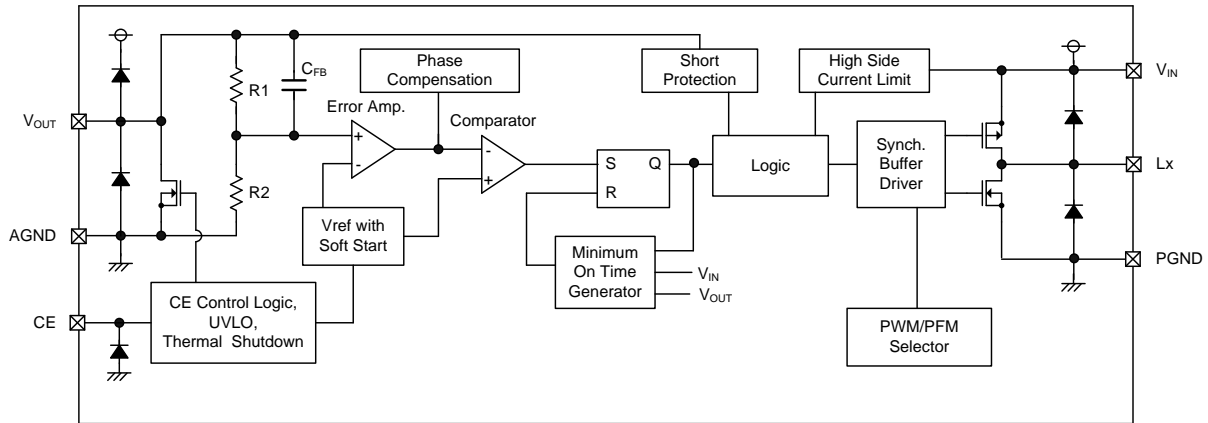 Phase
Compensation
Short
Protection
High Side
Current Limit
VIN
CFB
R1
Error Amp.
VOUT
+
-
Comparator
-
+
S
Q
R
Logic
Synch.
Buffer
Driver
Lx
R2
Vref with
Soft Start
AGND
Minimum
On Time
Generator
VIN
VOUT
PGND
CE Control Logic,
UVLO,
Thermal Shutdown
CE
PWM/PFM
Selector